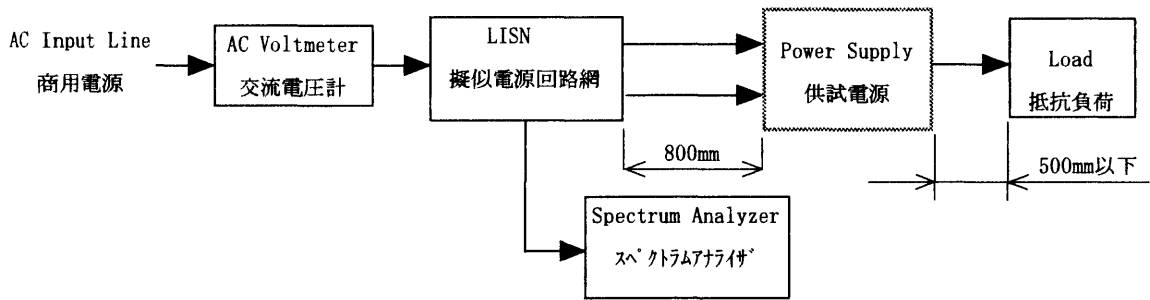 AC Input Line
商用電源
AC Voltmeter
交流電圧計
LISN
擬似電源回路網
Power Supply
供試電源
Load
抵抗負荷
800mm
500mm以下
Spectrum Analyzer
ｽﾍﾟｸﾄﾗﾑｱﾅﾗｲｻﾞ